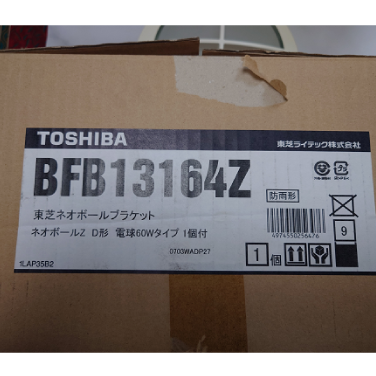 TOSHIBA
東芝ライテック株式会社
BFB13164Z
防雨形
東芝ネオボールブラケット
ネオボールZ D形 電球60Wタイプ 1個付
0703WADP27
4974550256476
9
1個
1LAP35B2